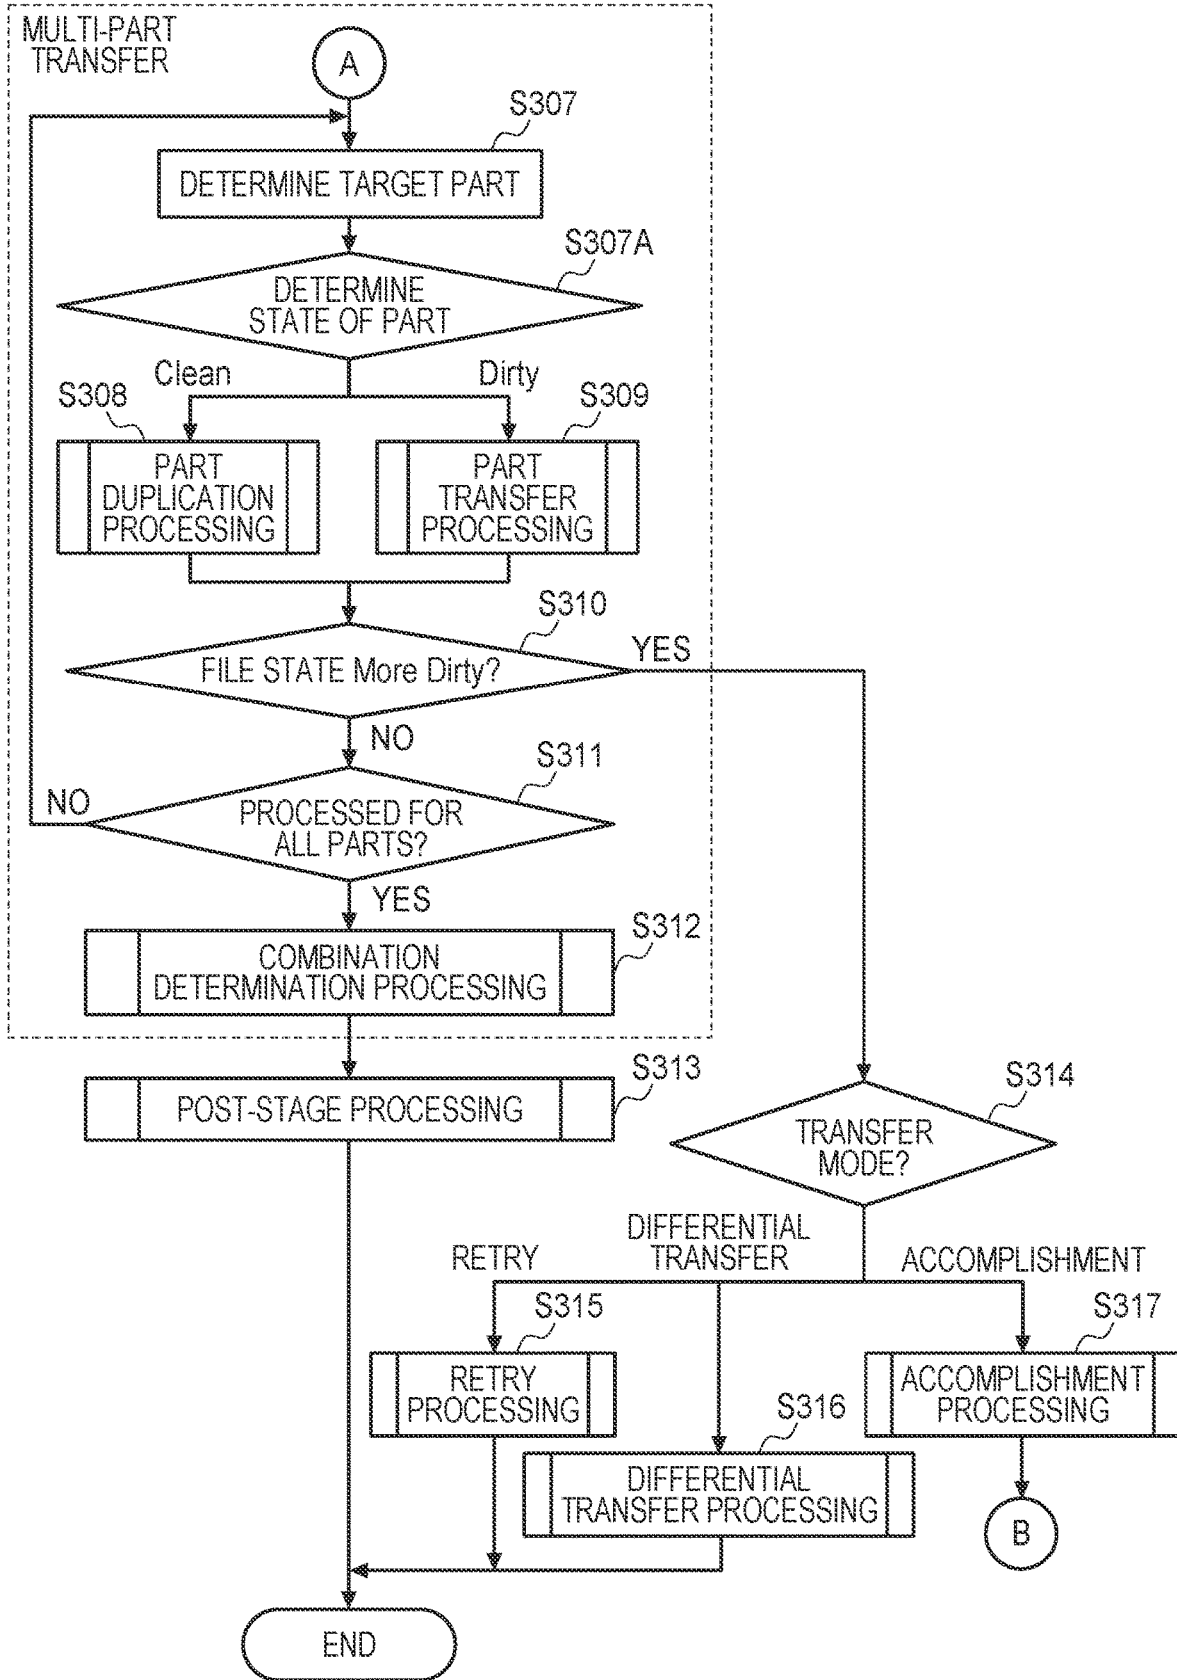 MULTI-PART
TRANSFER
A
S307
DETERMINE TARGET PART
S307A
DETERMINE
STATE OF PART
Clean
Dirty
S308
S309
PART
DUPLICATION
PROCESSING
PART
TRANSFER
PROCESSING
S310
FILE STATE More Dirty?
YES
NO
S311
NO
PROCESSED FOR
ALL PARTS?
YES
S312
COMBINATION
DETERMINATION PROCESSING
S313
POST-STAGE PROCESSING
S314
TRANSFER
MODE?
RETRY
DIFFERENTIAL
TRANSFER
ACCOMPLISHMENT
S315
S317
RETRY
PROCESSING
ACCOMPLISHMENT
PROCESSING
S316
DIFFERENTIAL
TRANSFER PROCESSING
B
END